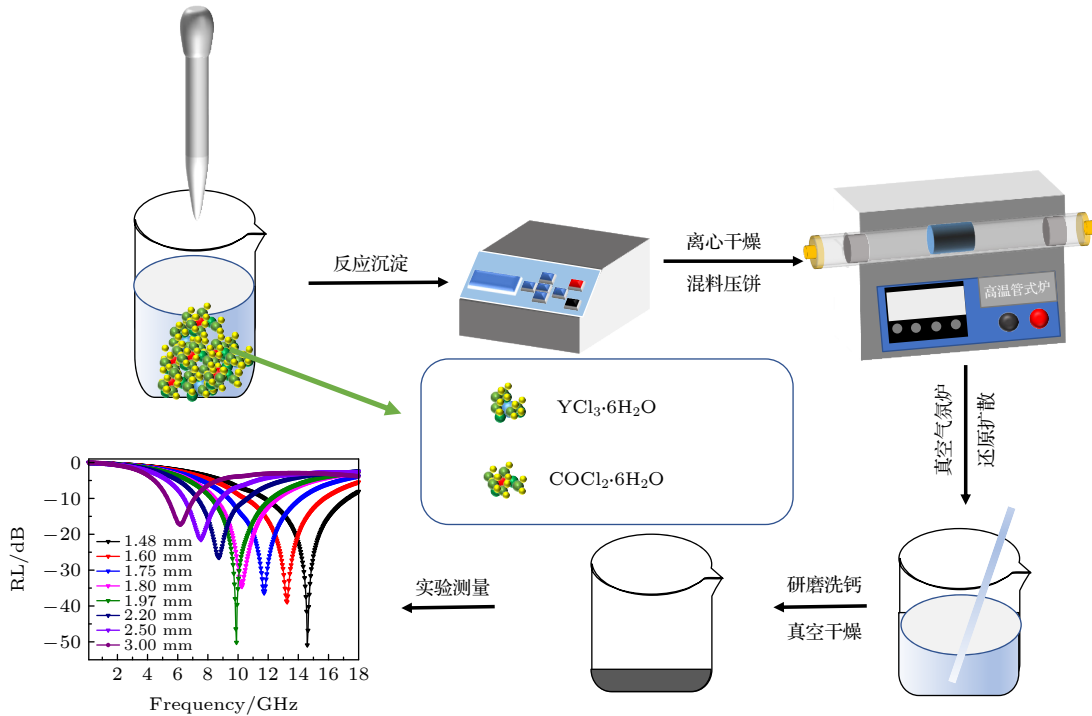 反应沉淀
离心干燥
混料压饼
高温管式炉
YCl₃·6H₂O
COCl₂·6H₂O
真空气氛炉
还原扩散
研磨洗钙
真空干燥
实验测量
0
−10
−20
−30
−40
−50
RL/dB
1.48 mm
1.60 mm
1.75 mm
1.80 mm
1.97 mm
2.20 mm
2.50 mm
3.00 mm
2 4 6 8 10 12 14 16 18
Frequency/GHz